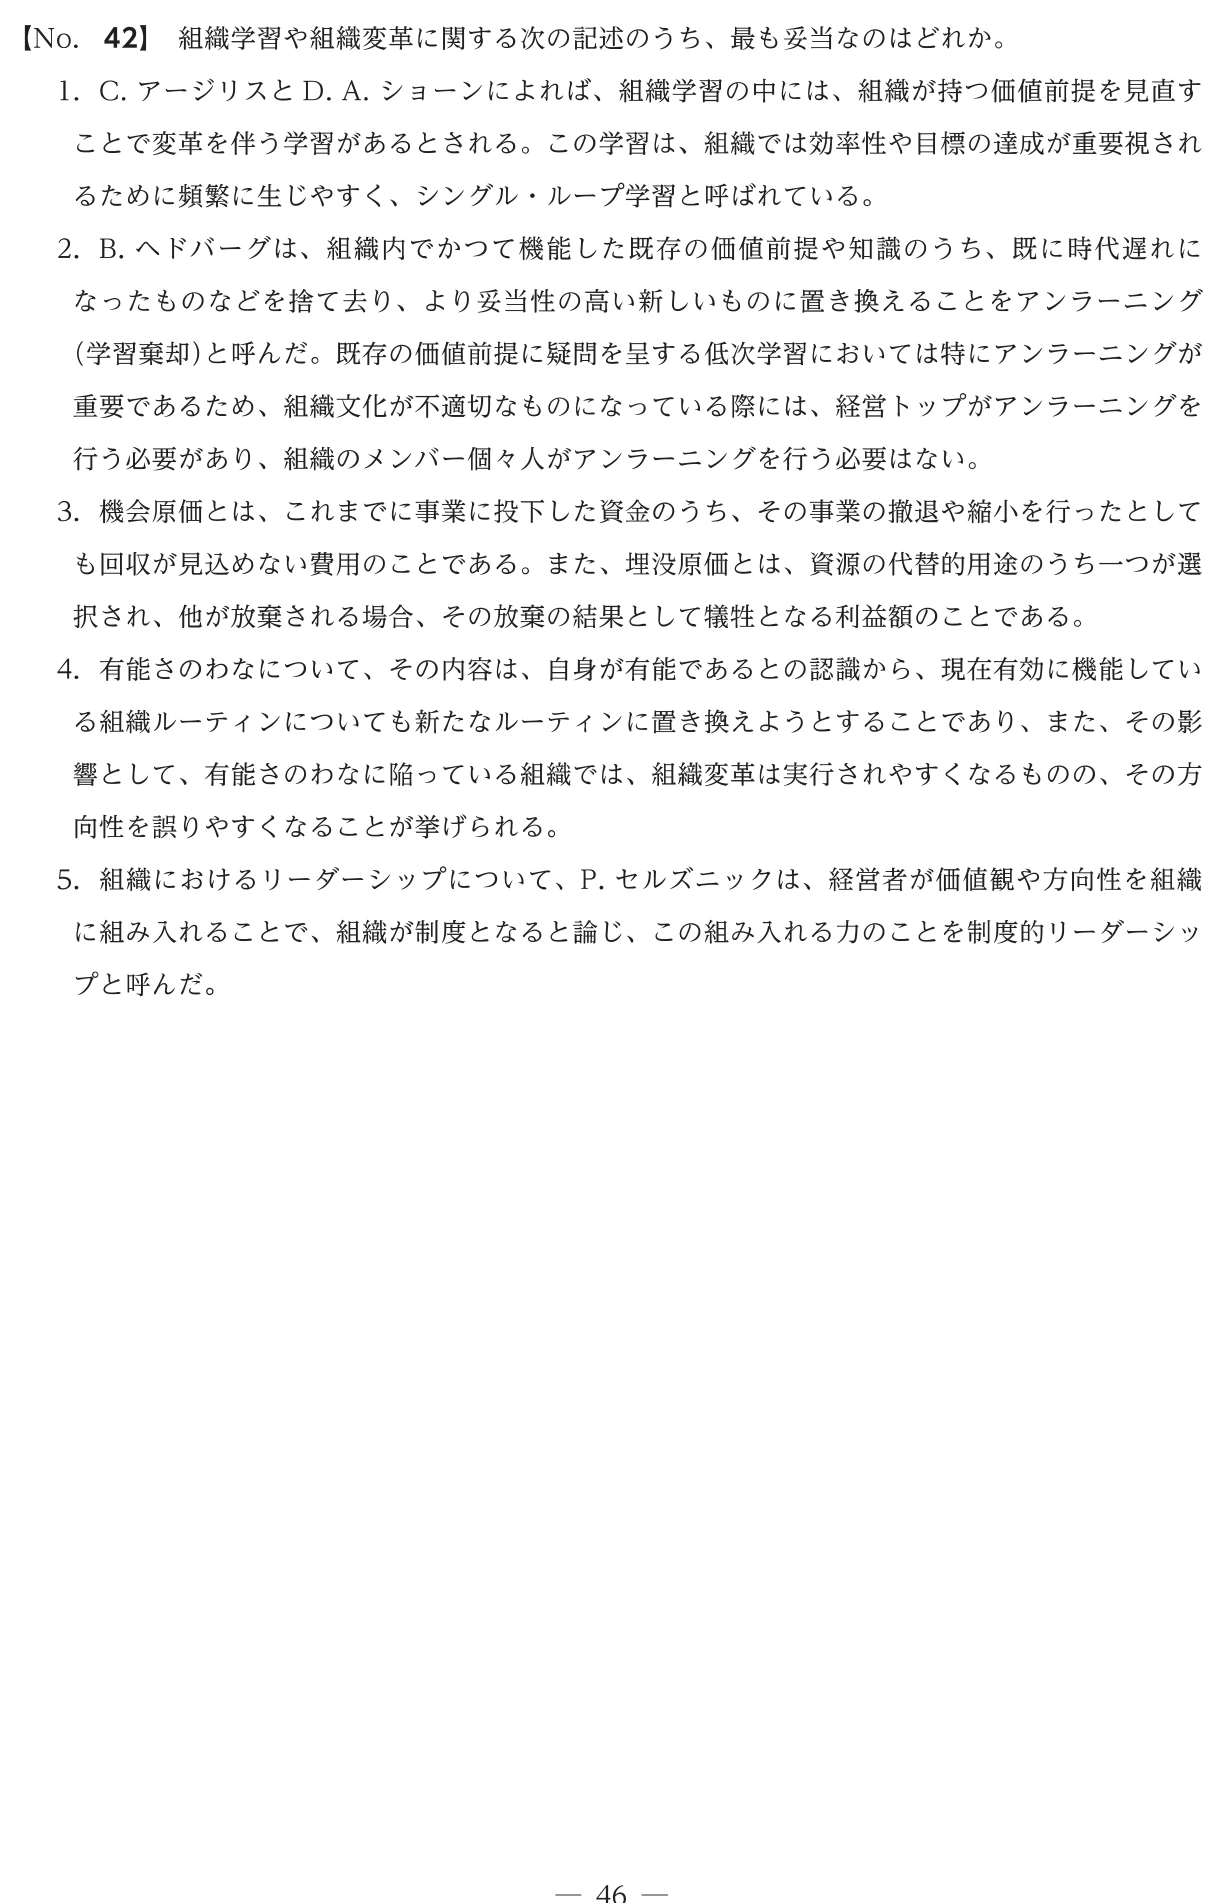 【No. 42】 組織学習や組織変革に関する次の記述のうち、最も妥当なのはどれか。
1. C. アージリスと D. A. ショーンによれば、組織学習の中には、組織が持つ価値前提を見直す
ことで変革を伴う学習があるとされる。この学習は、組織では効率性や目標の達成が重要視され
るために頻繁に生じやすく、シングル・ループ学習と呼ばれている。
2. B. ヘドバーグは、組織内でかつて機能した既存の価値前提や知識のうち、既に時代遅れに
なったものなどを捨て去り、より妥当性の高い新しいものに置き換えることをアンラーニング
(学習棄却)と呼んだ。既存の価値前提に疑問を呈する低次学習においては特にアンラーニングが
重要であるため、組織文化が不適切なものになっている際には、経営トップがアンラーニングを
行う必要があり、組織のメンバー個々人がアンラーニングを行う必要はない。
3. 機会原価とは、これまでに事業に投下した資金のうち、その事業の撤退や縮小を行ったとして
も回収が見込めない費用のことである。また、埋没原価とは、資源の代替的用途のうち一つが選
択され、他が放棄される場合、その放棄の結果として犠牲となる利益額のことである。
4. 有能さのわなについて、その内容は、自身が有能であるとの認識から、現在有効に機能してい
る組織ルーティンについても新たなルーティンに置き換えようとすることであり、また、その影
響として、有能さのわなに陥っている組織では、組織変革は実行されやすくなるものの、その方
向性を誤りやすくなることが挙げられる。
5. 組織におけるリーダーシップについて、P. セルズニックは、経営者が価値観や方向性を組織
に組み入れることで、組織が制度となると論じ、この組み入れる力のことを制度的リーダーシッ
プと呼んだ。
― 46 ―